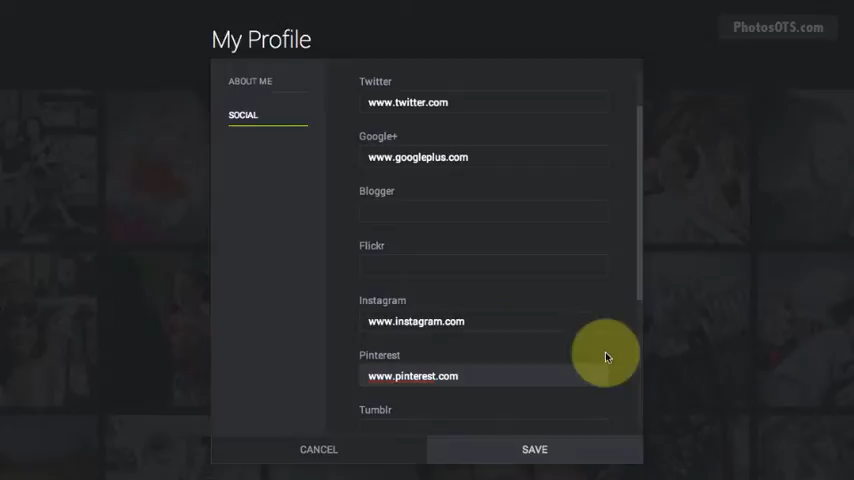 PhotosOTS.com
My Profile
ABOUT ME
SOCIAL
Twitter
www.twitter.com
Google+
www.googleplus.com
Blogger
Flickr
Instagram
www.instagram.com
Pinterest
www.pinterest.com
Tumblr
CANCEL
SAVE